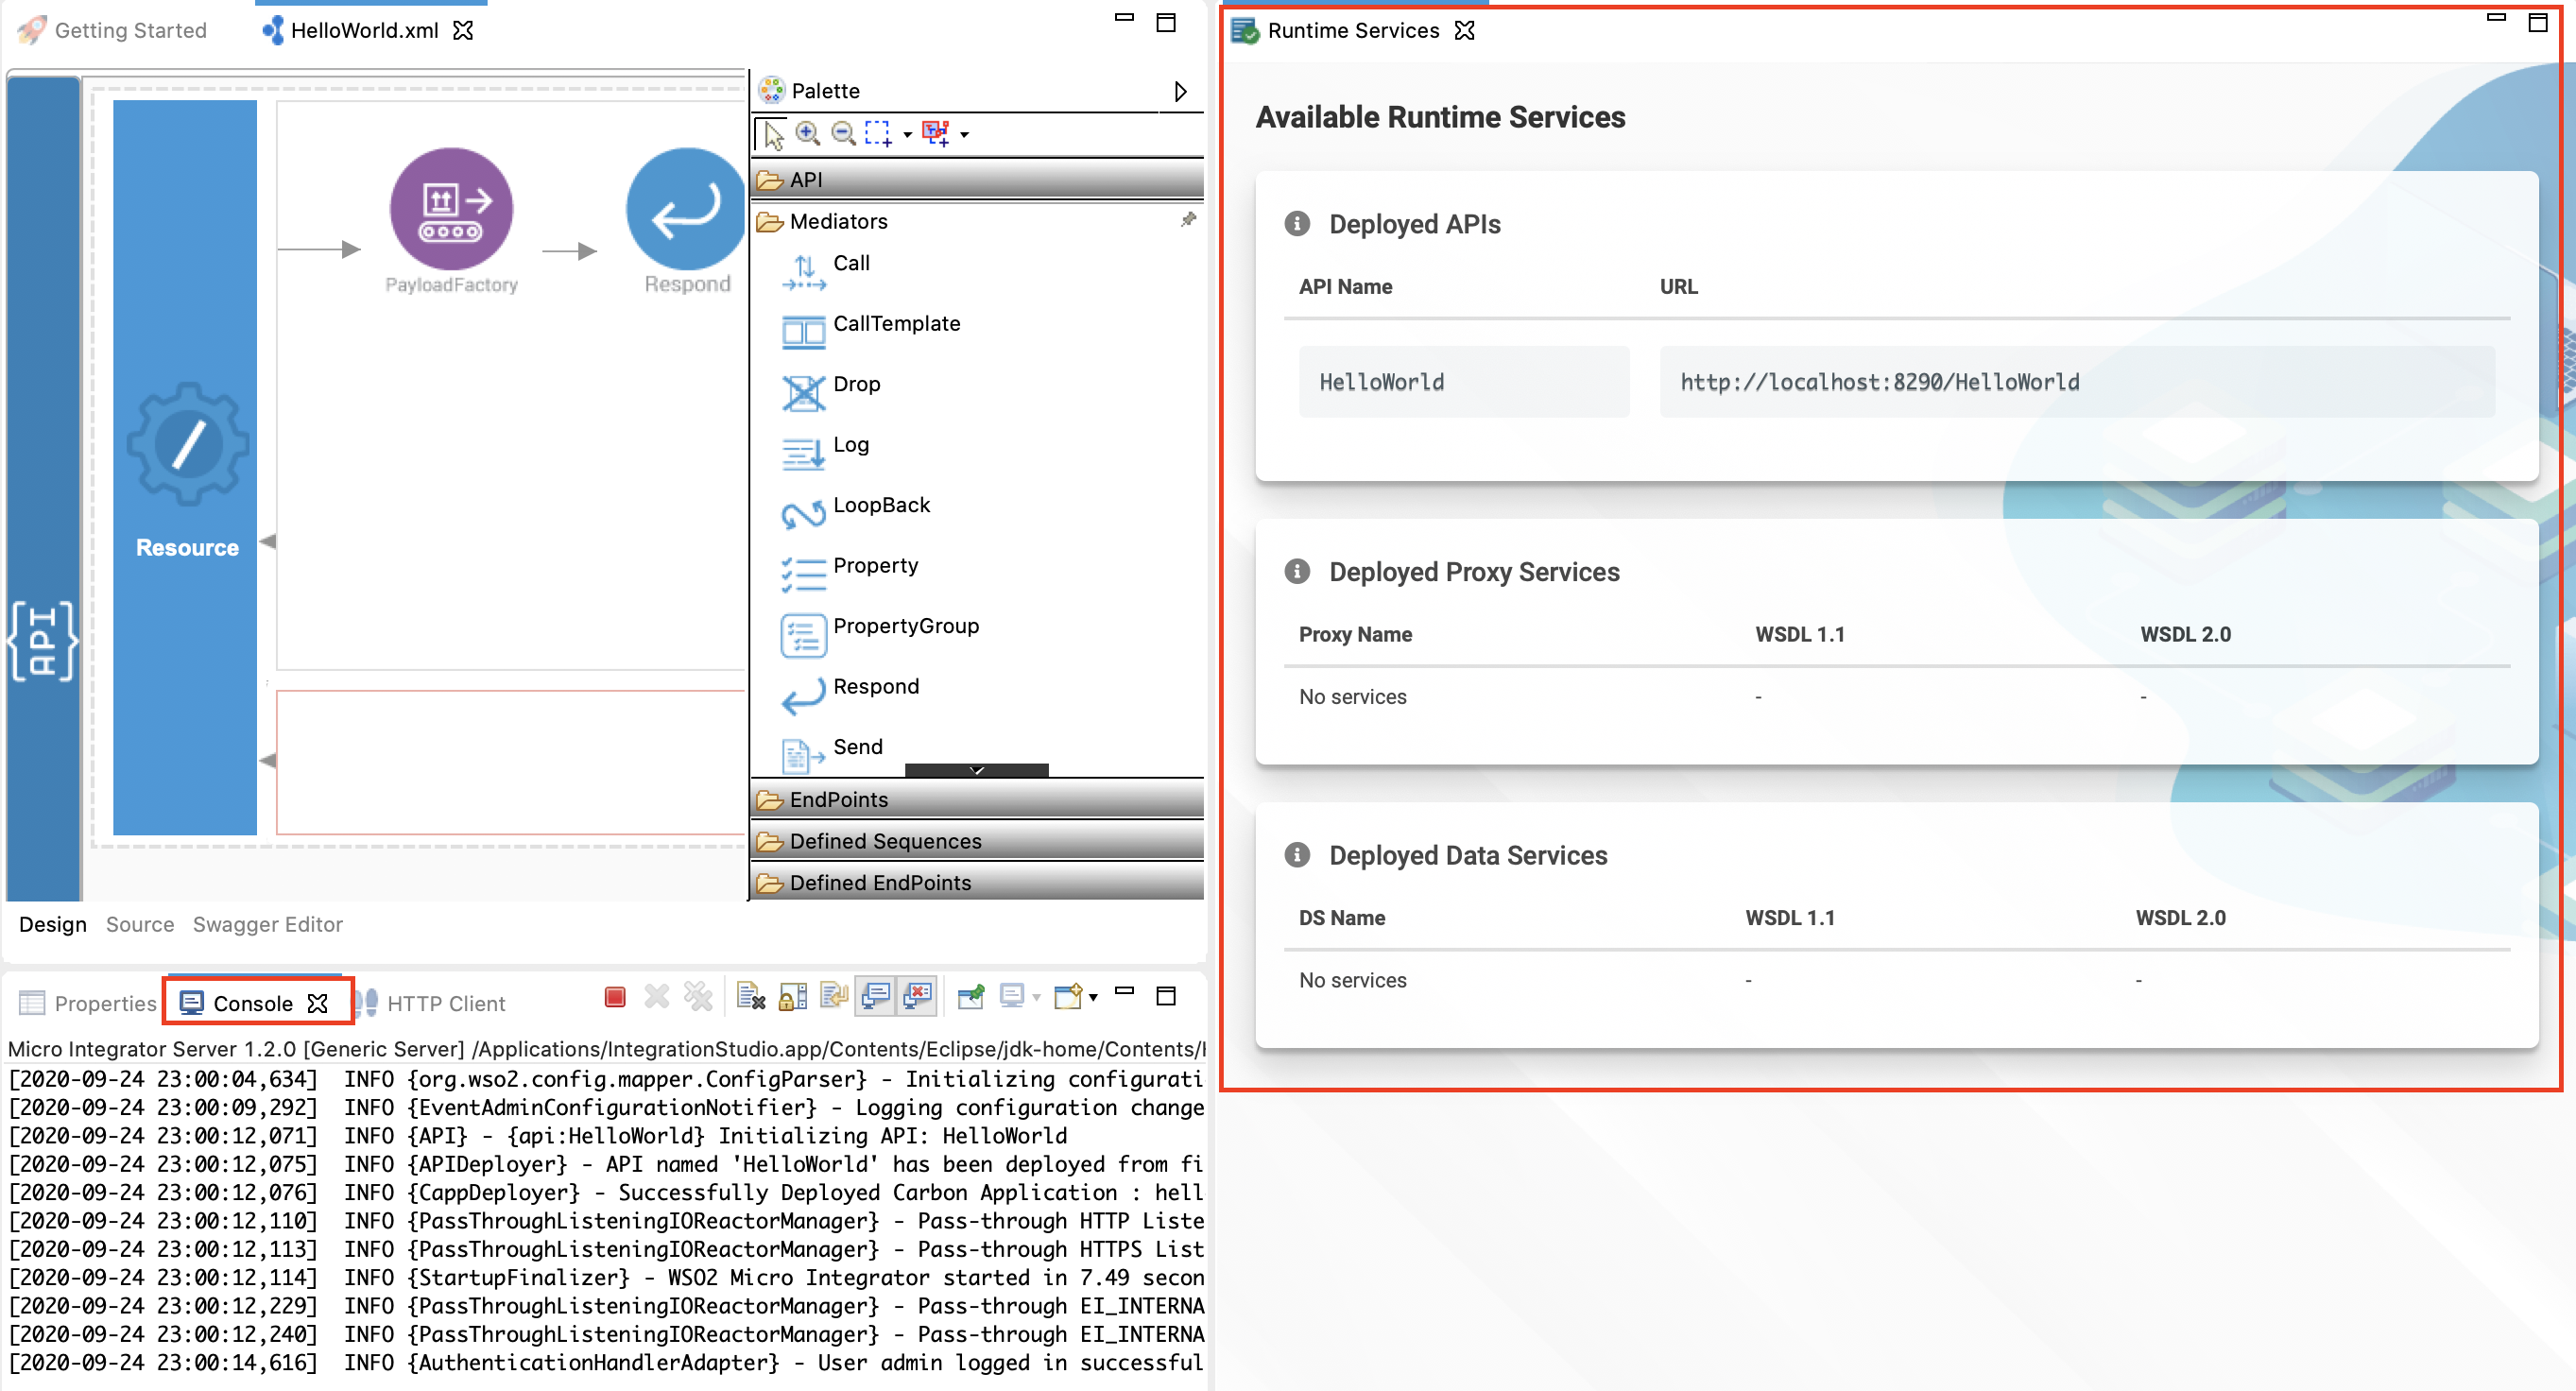 Getting Started
HelloWorld.xml
Palette
API
Mediators
Call
CallTemplate
Drop
Log
LoopBack
Property
PropertyGroup
Respond
Send
EndPoints
Defined Sequences
Defined EndPoints
PayloadFactory
Respond
Resource
{API}
Design Source Swagger Editor
Properties Console HTTP Client
Micro Integrator Server 1.2.0 [Generic Server] /Applications/IntegrationStudio.app/Contents/Eclipse/jdk-home/Contents/
[2020-09-24 23:00:04,634] INFO {org.wso2.config.mapper.ConfigParser} - Initializing configurati
[2020-09-24 23:00:09,292] INFO {EventAdminConfigurationNotifier} - Logging configuration change
[2020-09-24 23:00:12,071] INFO {API} - {api:HelloWorld} Initializing API: HelloWorld
[2020-09-24 23:00:12,075] INFO {APIDeployer} - API named 'HelloWorld' has been deployed from fi
[2020-09-24 23:00:12,076] INFO {CappDeployer} - Successfully Deployed Carbon Application : hell
[2020-09-24 23:00:12,110] INFO {PassThroughListeningIOReactorManager} - Pass-through HTTP Liste
[2020-09-24 23:00:12,113] INFO {PassThroughListeningIOReactorManager} - Pass-through HTTPS List
[2020-09-24 23:00:12,114] INFO {StartupFinalizer} - WSO2 Micro Integrator started in 7.49 secon
[2020-09-24 23:00:12,229] INFO {PassThroughListeningIOReactorManager} - Pass-through EI_INTERNA
[2020-09-24 23:00:12,240] INFO {PassThroughListeningIOReactorManager} - Pass-through EI_INTERNA
[2020-09-24 23:00:14,616] INFO {AuthenticationHandlerAdapter} - User admin logged in successful
Runtime Services
Available Runtime Services
Deployed APIs
API Name URL
HelloWorld http://localhost:8290/HelloWorld
Deployed Proxy Services
Proxy Name WSDL 1.1 WSDL 2.0
No services - -
Deployed Data Services
DS Name WSDL 1.1 WSDL 2.0
No services - -